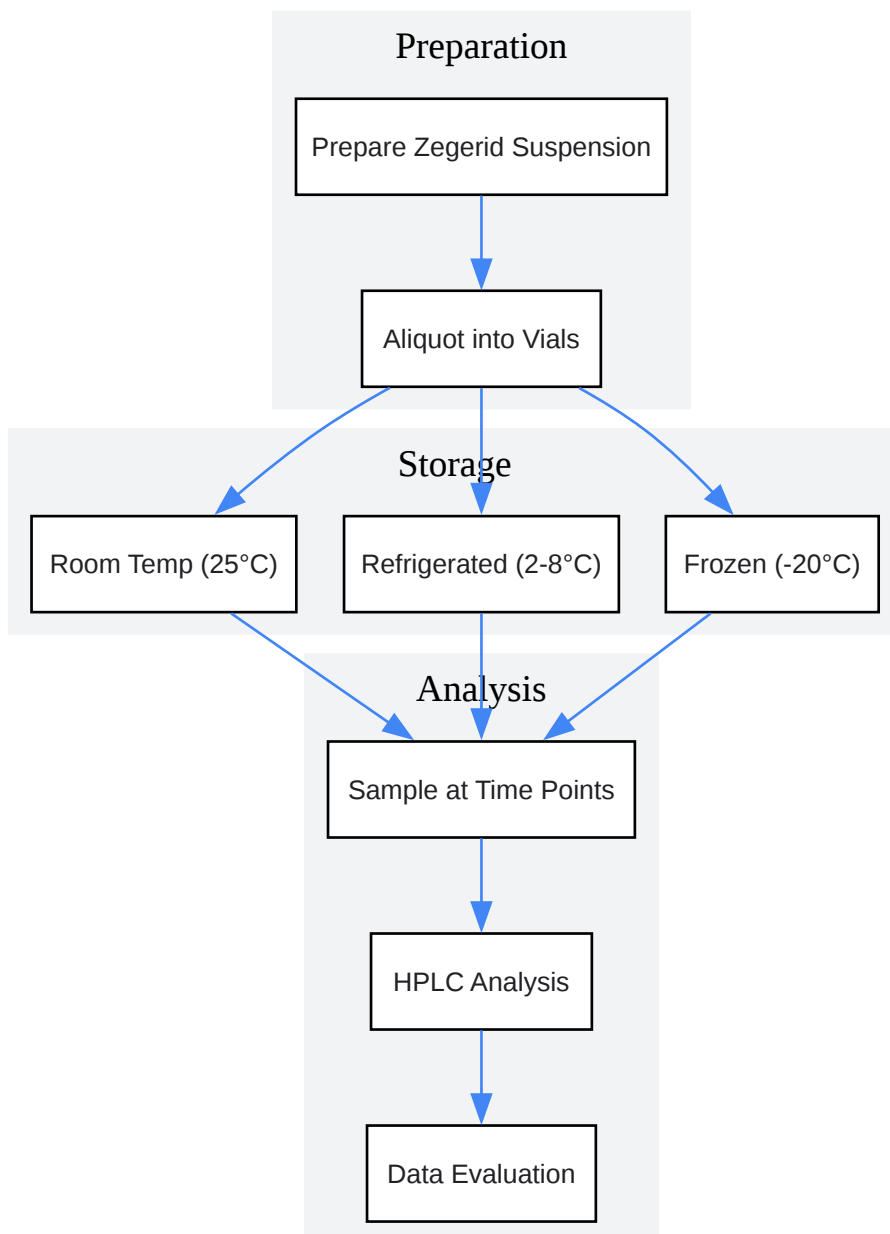 Preparation
Prepare Zegerid Suspension
Aliquot into Vials
Storage
Room Temp (25°C)
Refrigerated (2-8°C)
Frozen (-20°C)
Analysis
Sample at Time Points
HPLC Analysis
Data Evaluation